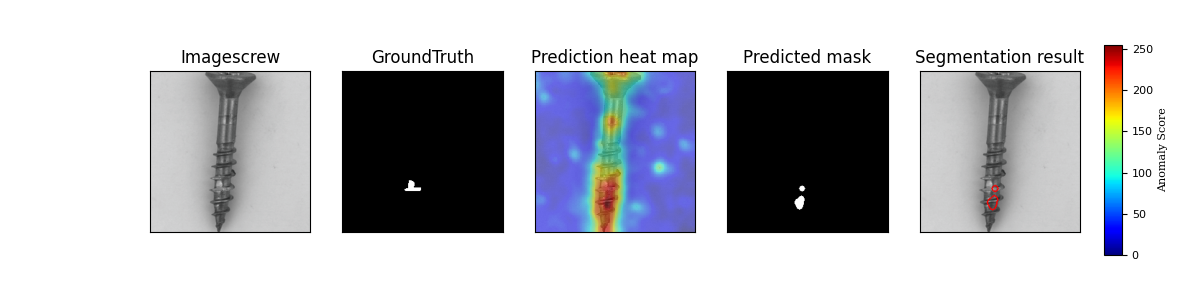 Imagescrew
GroundTruth
Prediction heat map
Predicted mask
Segmentation result
250
200
150
100
50
0
Anomaly Score